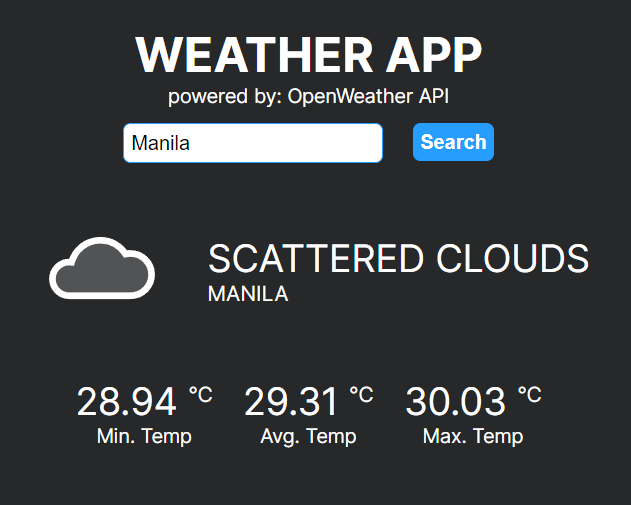 WEATHER APP
powered by: OpenWeather API
Manila Search
SCATTERED CLOUDS
MANILA
28.94 °C 29.31 °C 30.03 °C
Min. Temp Avg. Temp Max. Temp